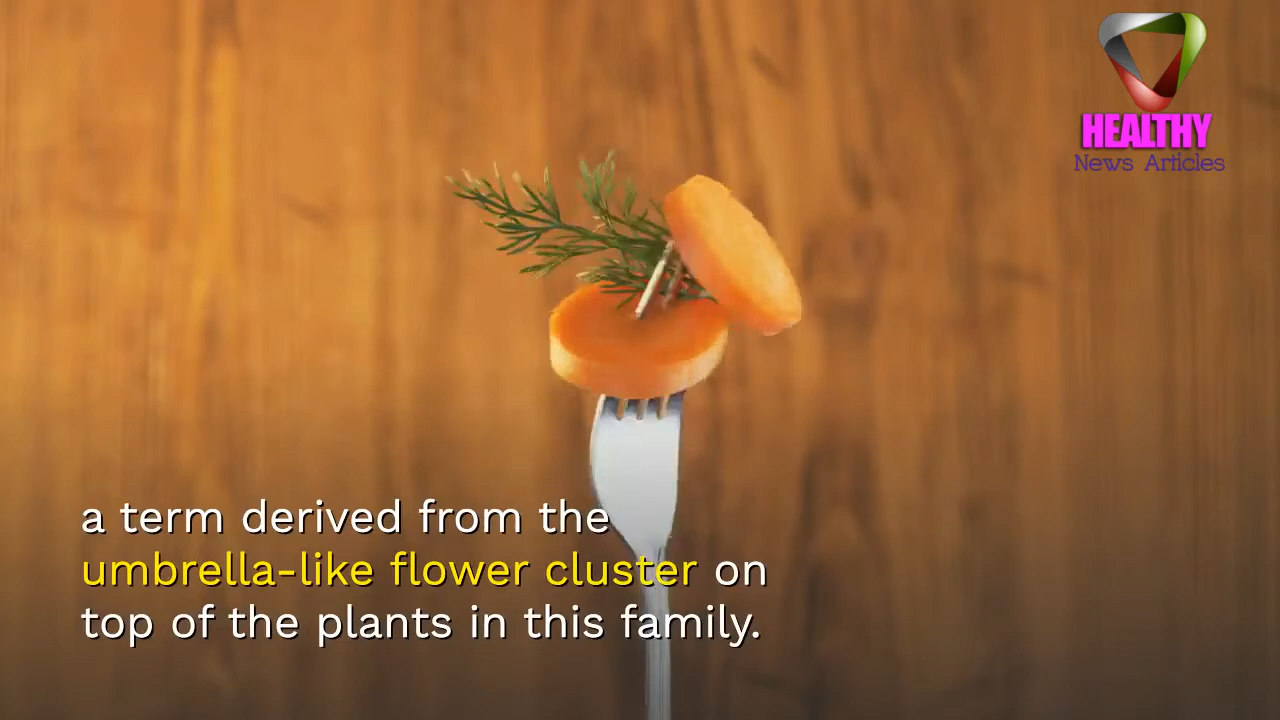 HEALTHY
News Articles
a term derived from the
umbrella-like flower cluster on
top of the plants in this family.